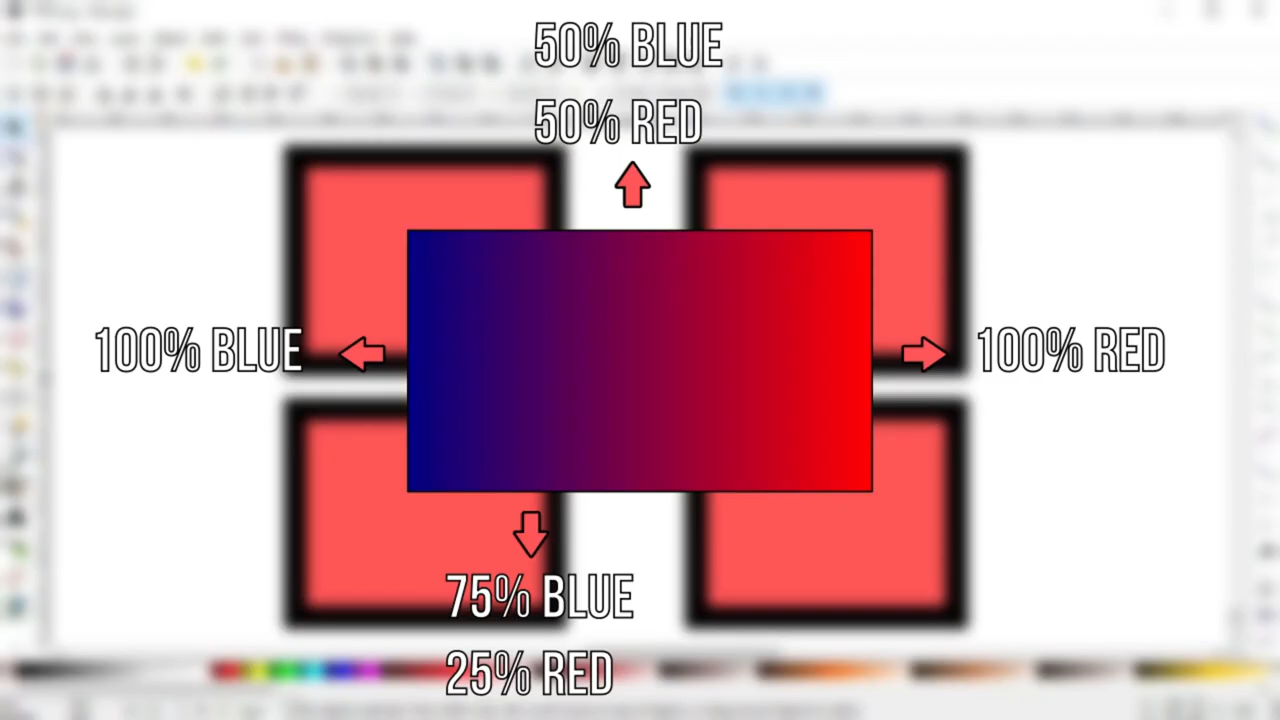 50% BLUE
50% RED
100% BLUE
100% RED
75% BLUE
25% RED